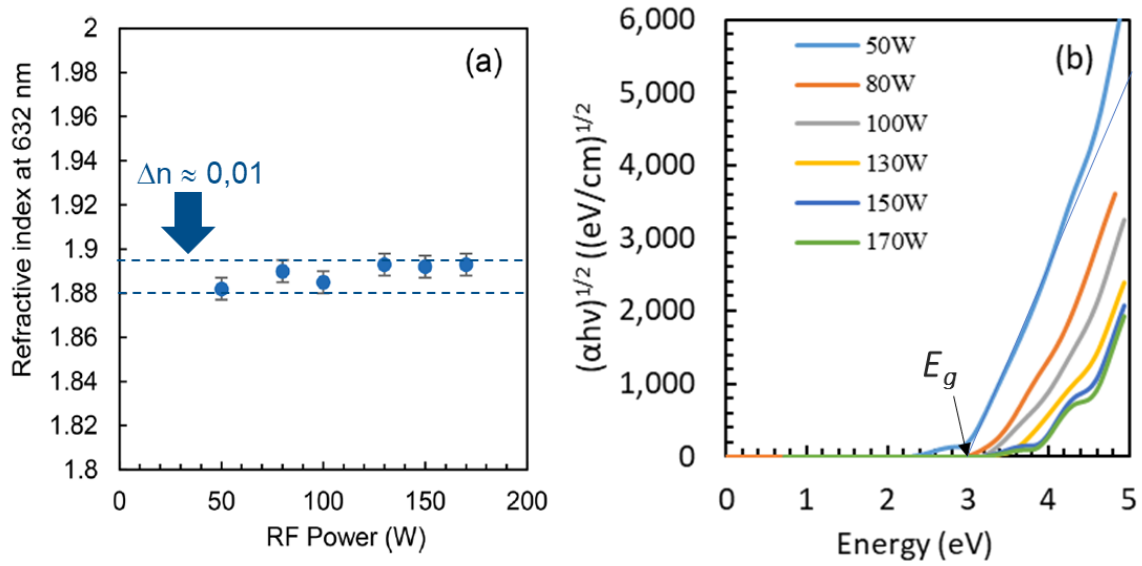 (a)
Δn ≈ 0,01
2
1.98
1.96
1.94
1.92
1.9
1.88
1.86
1.84
1.82
1.8
0
50
100
150
200
Refractive index at 632 nm
RF Power (W)
(b)
50W
80W
100W
130W
150W
170W
E_g
6,000
5,000
4,000
3,000
2,000
1,000
0
0
1
2
3
4
5
(αhν)^1/2 ((eV/cm)^1/2
Energy (eV)